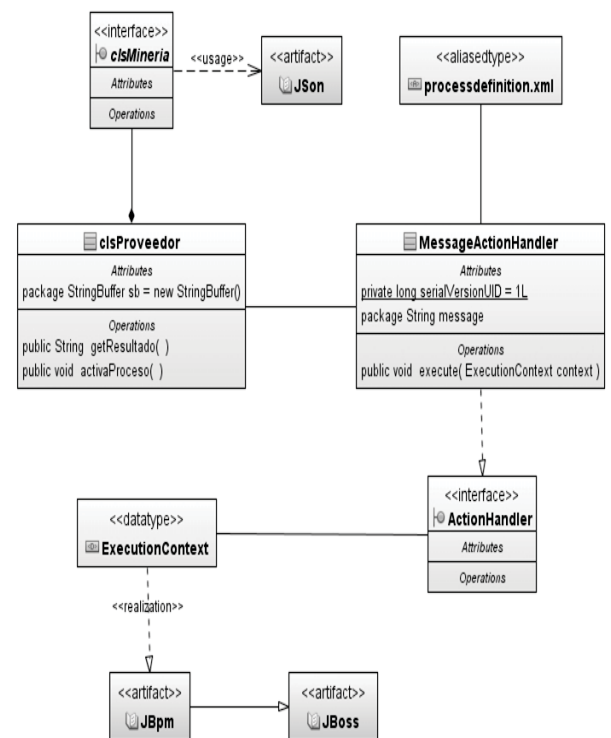 <<interface>>
clsMineria
Attributes
Operations
<<usage>>
<<artifact>>
JSon
<<aliasedtype>>
processdefinition.xml
clsProveedor
Attributes
package StringBuffer sb = new StringBuffer()
Operations
public String getResultado( )
public void activaProceso( )
MessageActionHandler
Attributes
private long serialVersionUID = 1L
package String message
Operations
public void execute( ExecutionContext context )
<<interface>>
ActionHandler
Attributes
Operations
<<datatype>>
ExecutionContext
<<realization>>
<<artifact>>
JBpm
<<artifact>>
JBoss